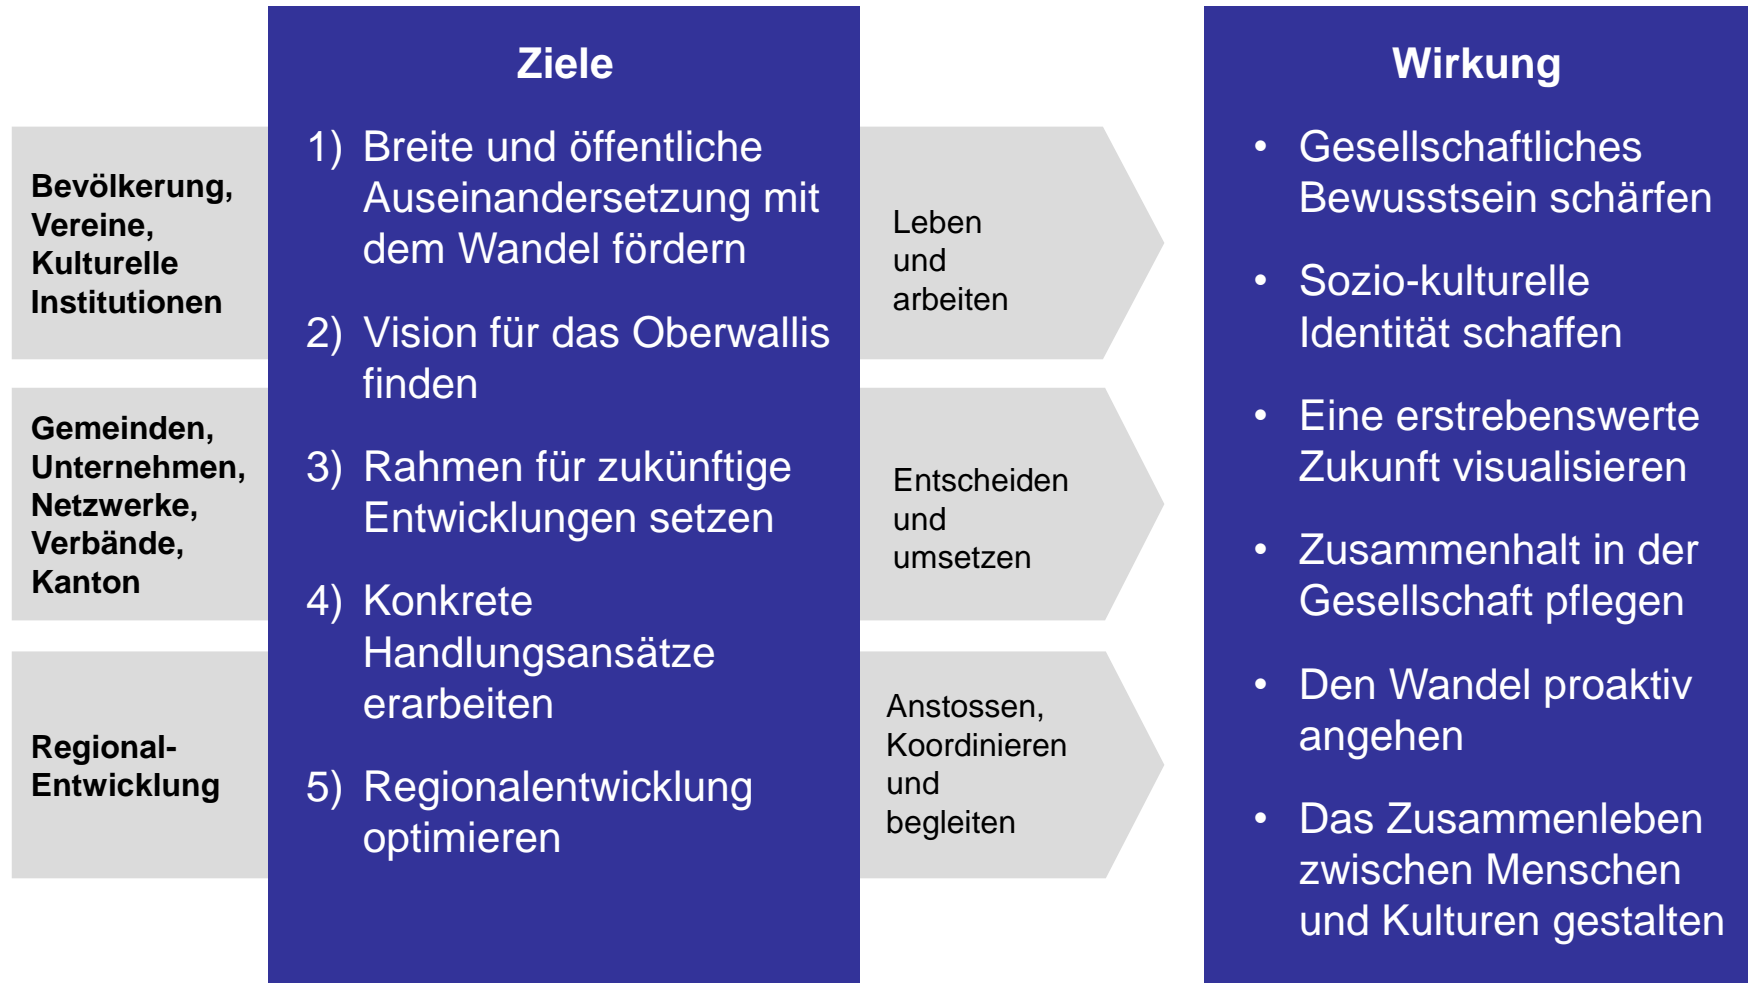 Ziele
Wirkung
Bevölkerung,
Vereine,
Kulturelle
Institutionen
Gemeinden,
Unternehmen,
Netzwerke,
Verbände,
Kanton
Regional-
Entwicklung
1) Breite und öffentliche
Auseinandersetzung mit
dem Wandel fördern
2) Vision für das Oberwallis
finden
3) Rahmen für zukünftige
Entwicklungen setzen
4) Konkrete
Handlungsansätze
erarbeiten
5) Regionalentwicklung
optimieren
Leben
und
arbeiten
Entscheiden
und
umsetzen
Anstossen,
Koordinieren
und
begleiten
• Gesellschaftliches
Bewusstsein schärfen
• Sozio-kulturelle
Identität schaffen
• Eine erstrebenswerte
Zukunft visualisieren
• Zusammenhalt in der
Gesellschaft pflegen
• Den Wandel proaktiv
angehen
• Das Zusammenleben
zwischen Menschen
und Kulturen gestalten